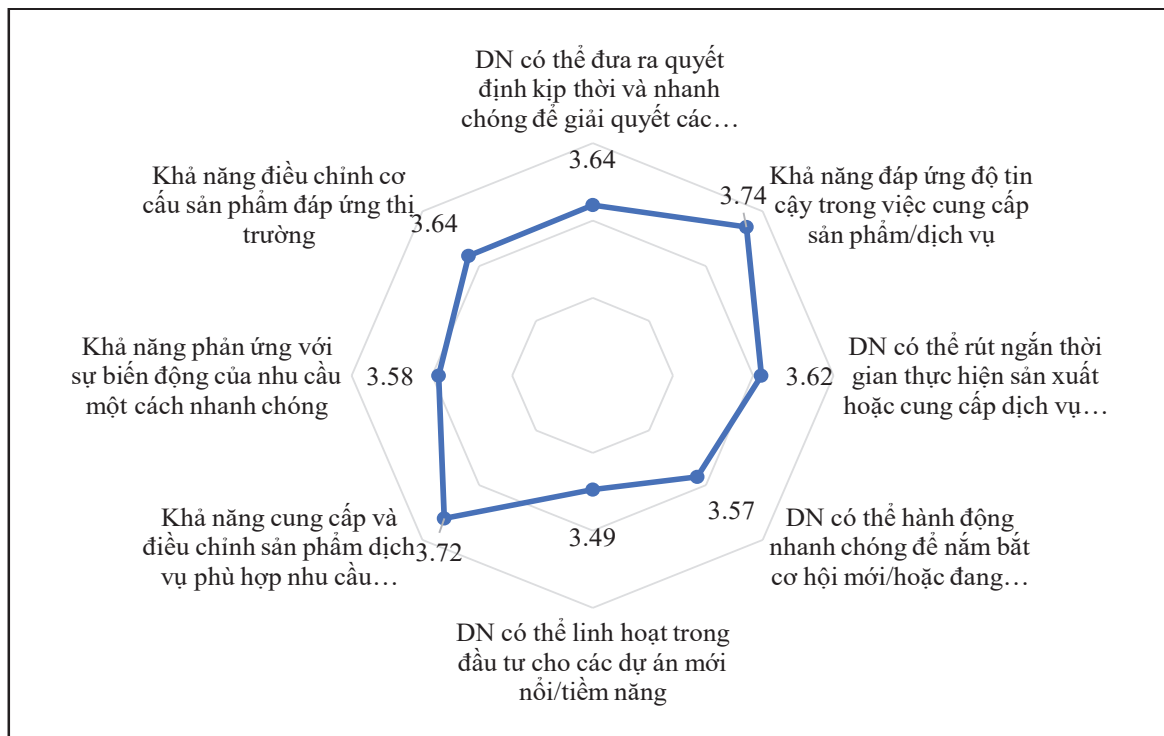 DN có thể đưa ra quyết
định kịp thời và nhanh
chóng để giải quyết các…
3.64
Khả năng đáp ứng độ tin
cậy trong việc cung cấp
sản phẩm/dịch vụ
3.74
DN có thể rút ngắn thời
gian thực hiện sản xuất
hoặc cung cấp dịch vụ…
3.62
DN có thể hành động
nhanh chóng để nắm bắt
cơ hội mới/hoặc đang…
3.57
DN có thể linh hoạt trong
đầu tư cho các dự án mới
nổi/tiềm năng
3.49
Khả năng cung cấp và
điều chỉnh sản phẩm dịch
vụ phù hợp nhu cầu…
3.72
Khả năng phản ứng với
sự biến động của nhu cầu
một cách nhanh chóng
3.58
Khả năng điều chỉnh cơ
cấu sản phẩm đáp ứng thị
trường
3.64